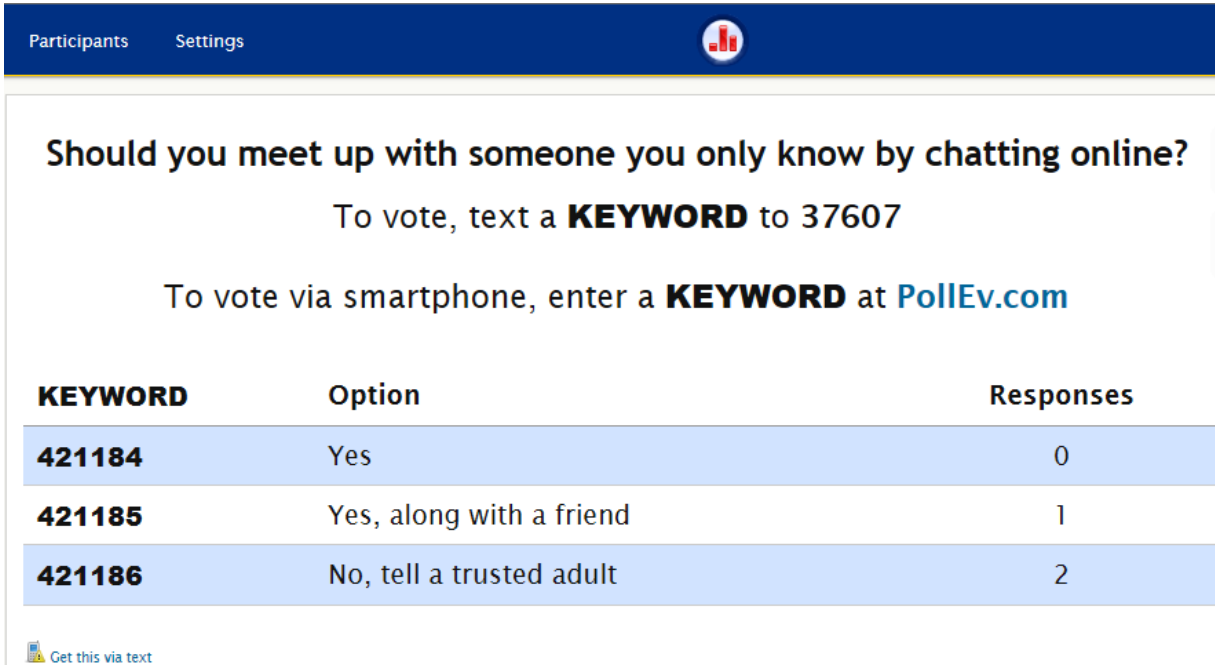 Participants Settings
Should you meet up with someone you only know by chatting online?
To vote, text a KEYWORD to 37607
To vote via smartphone, enter a KEYWORD at PollEv.com
KEYWORD Option Responses
421184 Yes 0
421185 Yes, along with a friend 1
421186 No, tell a trusted adult 2
Get this via text